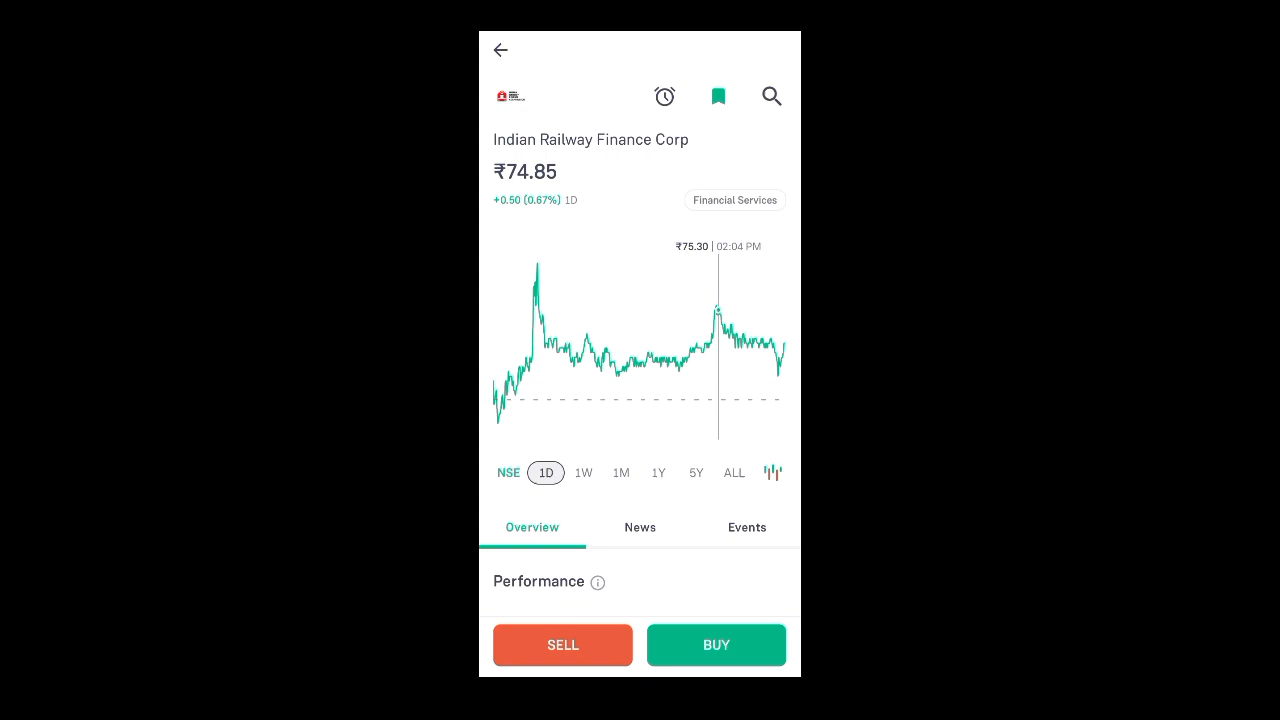 Indian Railway Finance Corp
₹74.85
+0.50 (0.67%) 1D
Financial Services
₹75.30 | 02:04 PM
NSE 1D 1W 1M 1Y 5Y ALL
Overview News Events
Performance
SELL BUY